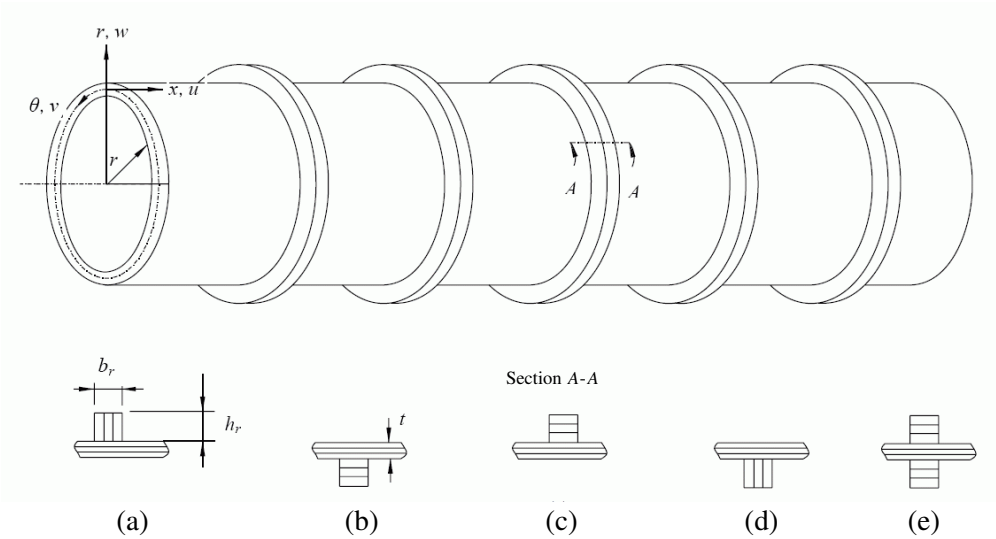 r, w
x, u
θ, v
r
A A
Section A-A
b_r
h_r
t
(a) (b) (c) (d) (e)